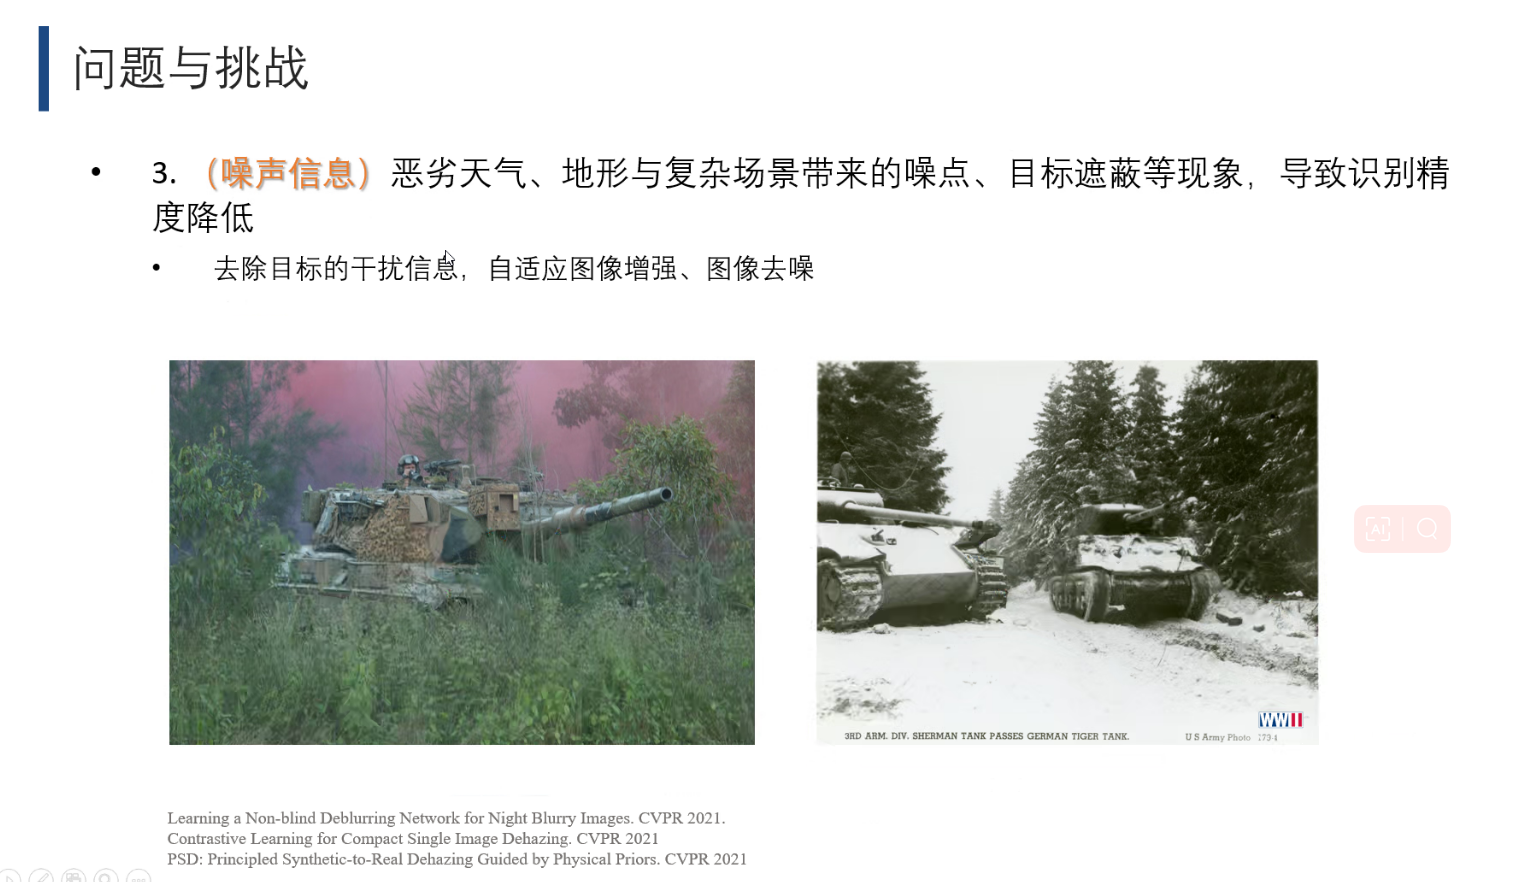 问题与挑战
• 3. （噪声信息）恶劣天气、地形与复杂场景带来的噪点、目标遮蔽等现象，导致识别精
度降低
• 去除目标的干扰信息，自适应图像增强、图像去噪
WWII
3RD ARM. DIV. SHERMAN TANK PASSES GERMAN TIGER TANK.
U S Army Photo
AI
Learning a Non-blind Deblurring Network for Night Blurry Images. CVPR 2021.
Contrastive Learning for Compact Single Image Dehazing. CVPR 2021
PSD: Principled Synthetic-to-Real Dehazing Guided by Physical Priors. CVPR 2021